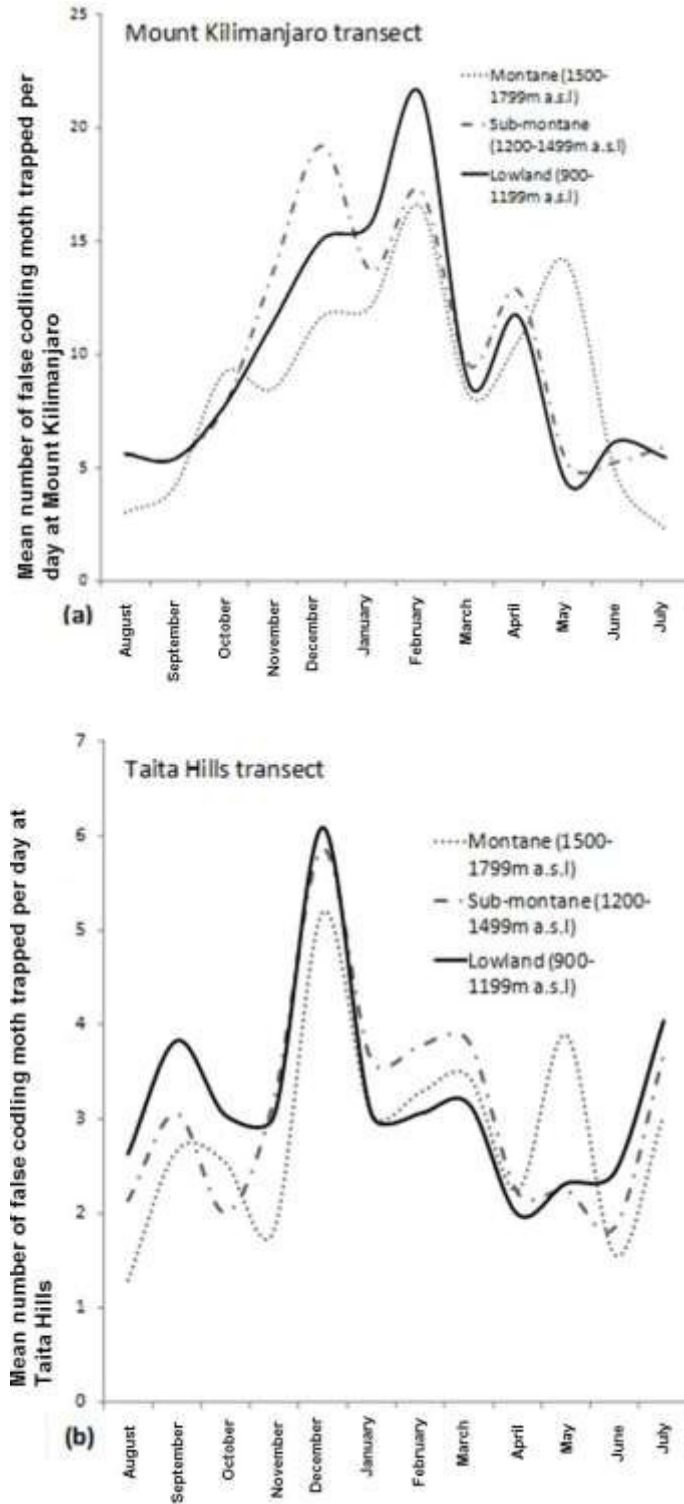 Mount Kilimanjaro transect
Montane (1500-
1799m a.s.l)
Sub-montane
(1200-1499m a.s.l)
Lowland (900-
1199m a.s.l)
Mean number of false codling moth trapped per
day at Mount Kilimanjaro
25
20
15
10
5
0
(a)
August
September
October
November
December
January
February
March
April
May
June
July
Taita Hills transect
Montane (1500-
1799m a.s.l)
Sub-montane (1200-
1499m a.s.l)
Lowland (900-
1199m a.s.l)
Mean number of false codling moth trapped per day at
Taita Hills
7
6
5
4
3
2
1
0
(b)
August
September
October
November
December
January
February
March
April
May
June
July